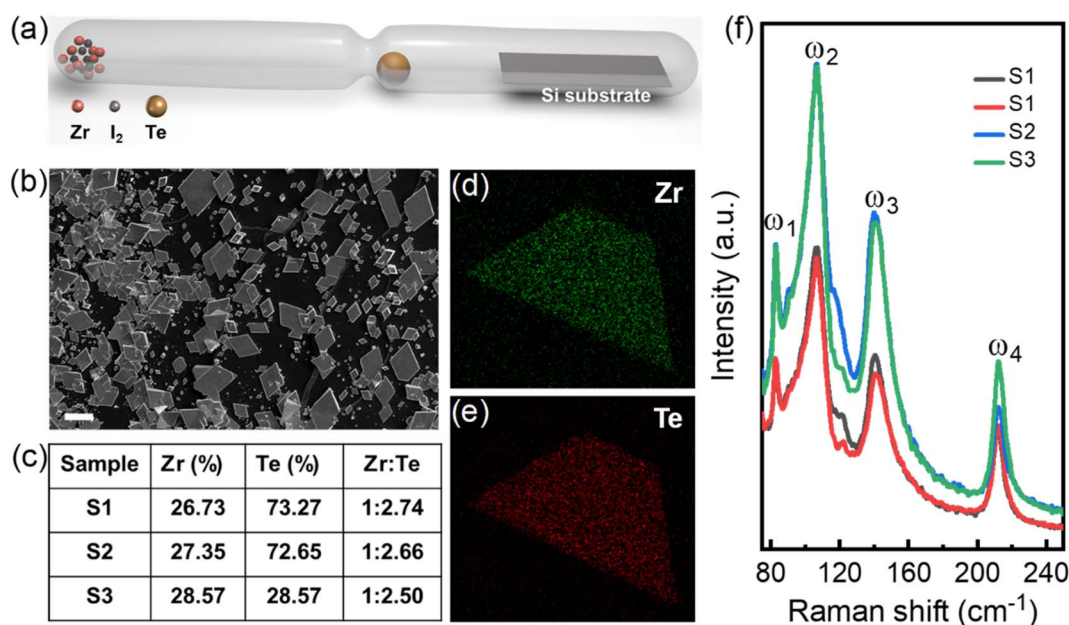 (a)
Si substrate
Zr I₂ Te
(b)
(c)
Sample Zr (%) Te (%) Zr:Te
S1 26.73 73.27 1:2.74
S2 27.35 72.65 1:2.66
S3 28.57 28.57 1:2.50
(d) Zr
(e) Te
(f)
ω₁
ω₂
ω₃
ω₄
S1
S1
S2
S3
Intensity (a.u.)
80 120 160 200 240
Raman shift (cm⁻¹)